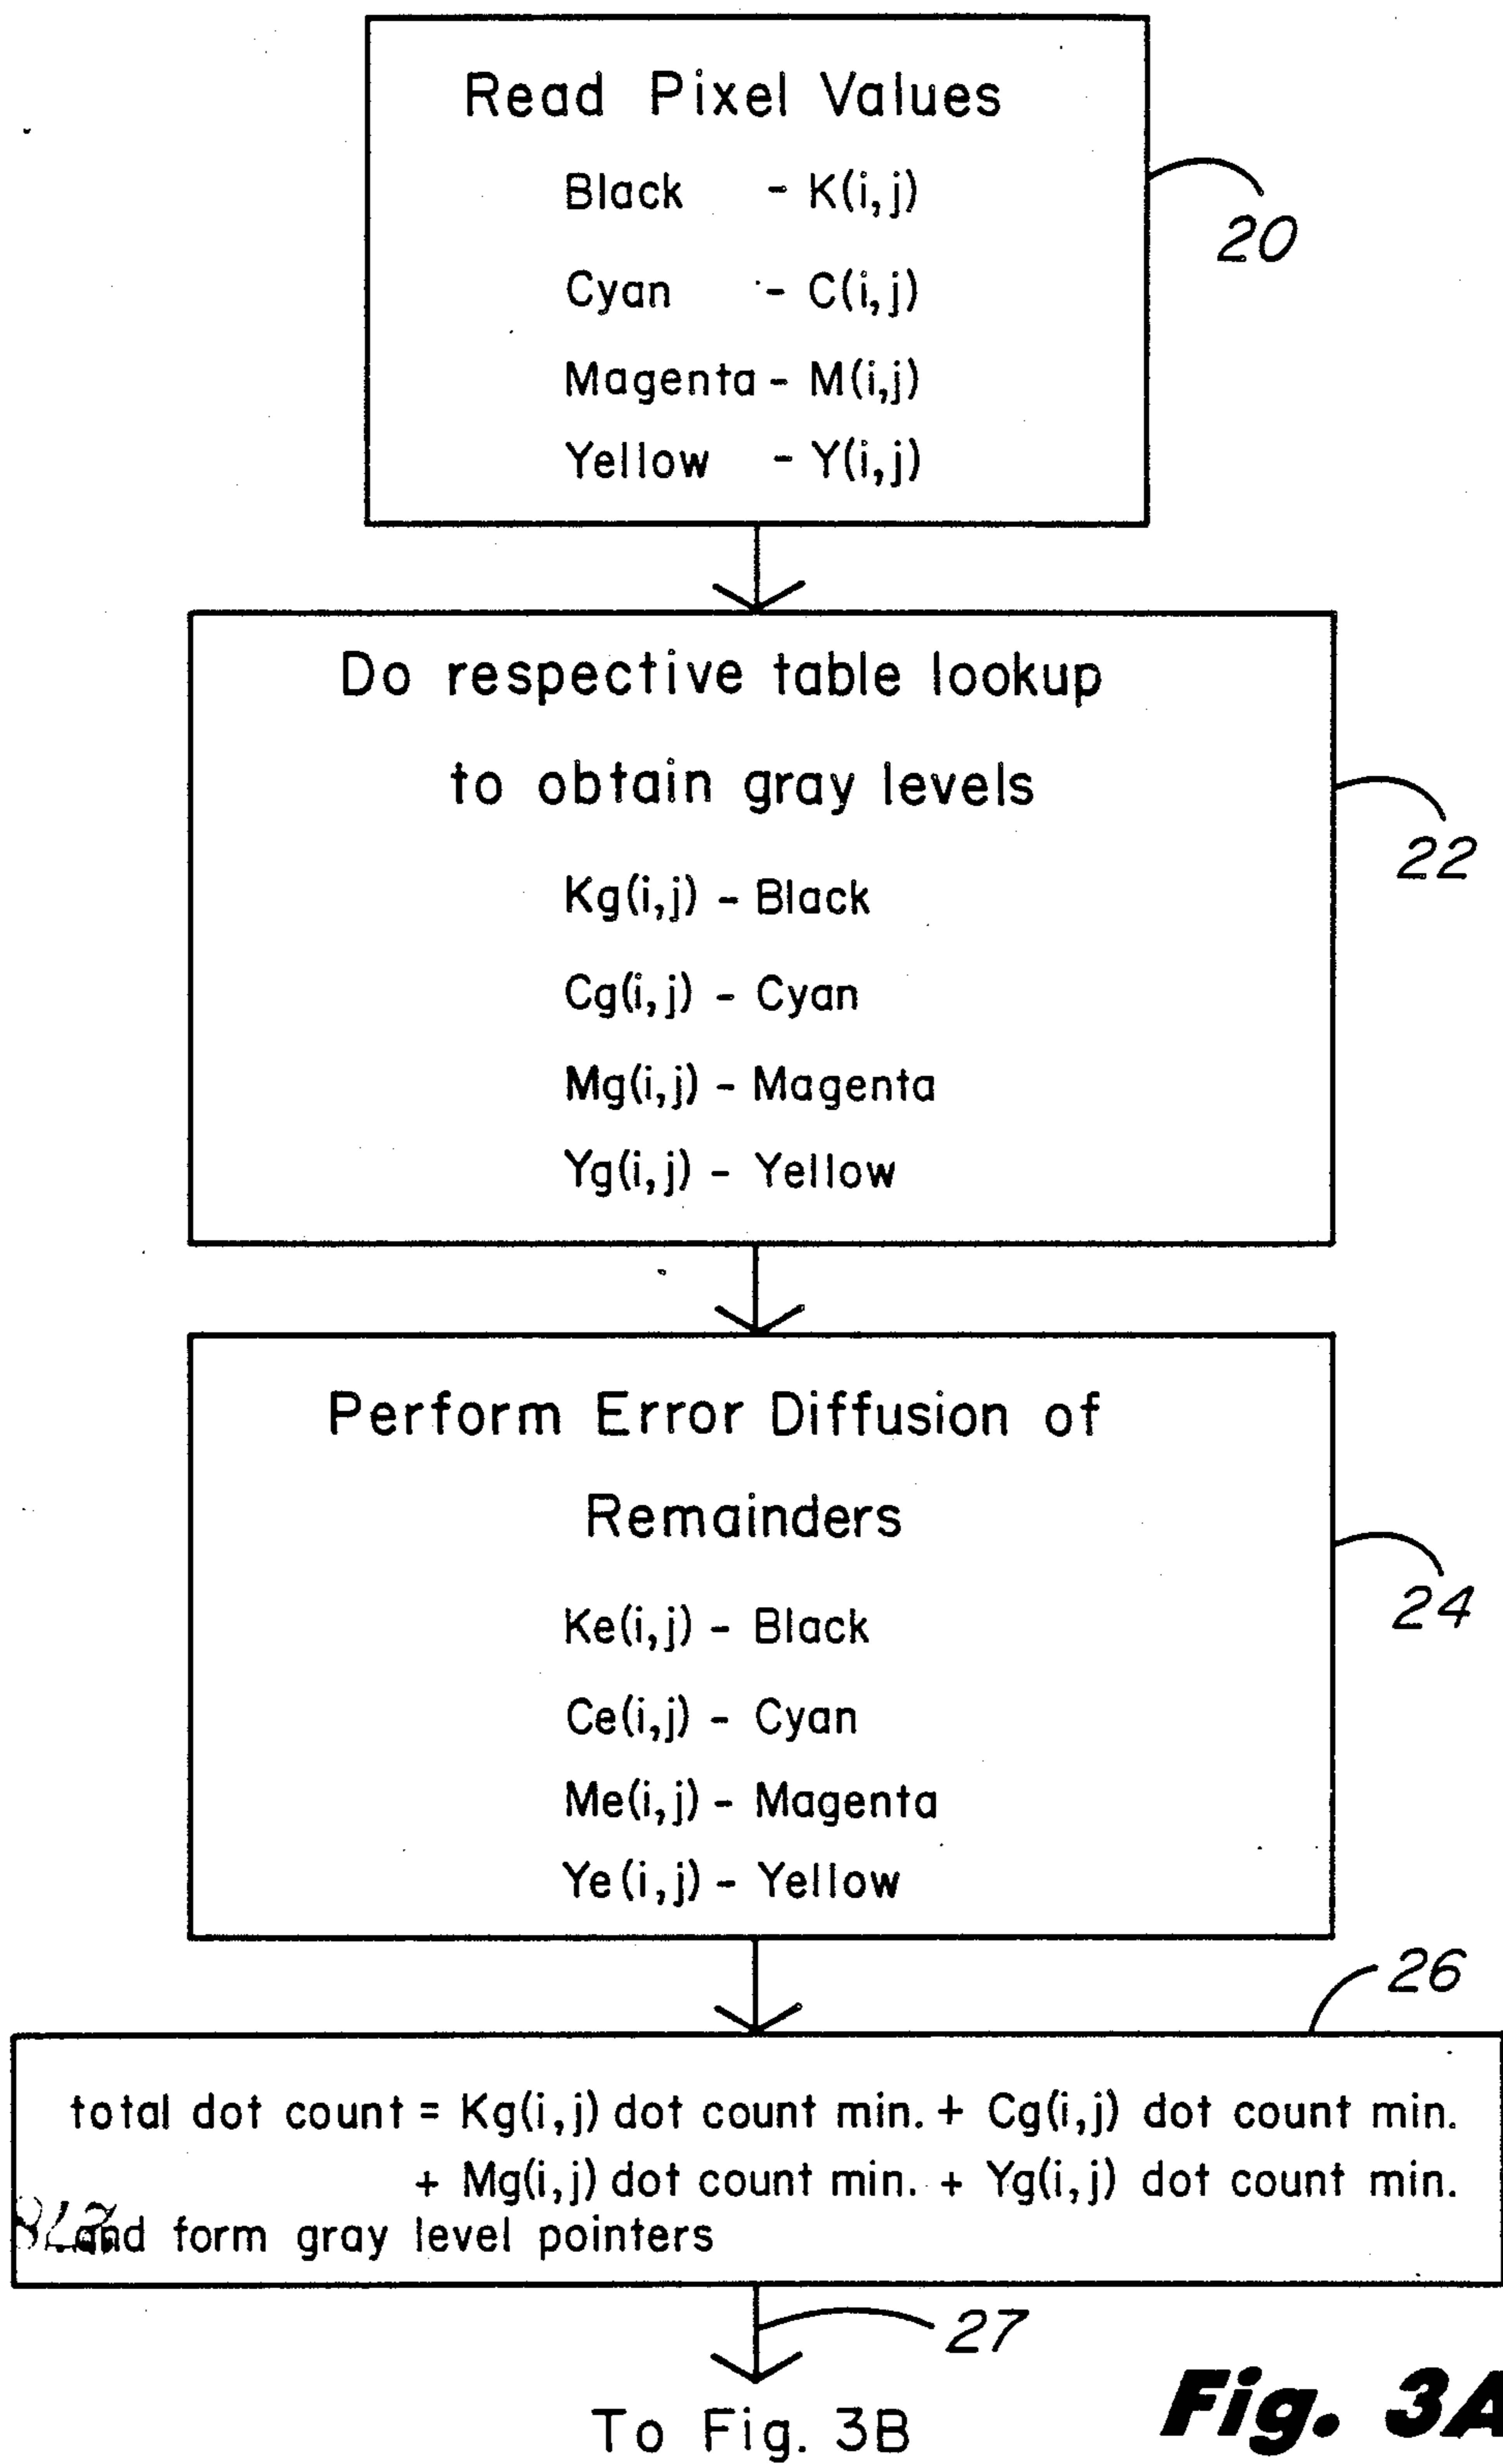 Read Pixel Values
Black - K(i,j)
Cyan - C(i,j)
Magenta - M(i,j)
Yellow - Y(i,j)
20
Do respective table lookup
to obtain gray levels
22
Kg(i,j) - Black
Cg(i,j) - Cyan
Mg(i,j) - Magenta
Yg(i,j) - Yellow
Perform Error Diffusion of
Remainders
24
Ke(i,j) - Black
Ce(i,j) - Cyan
Me(i,j) - Magenta
Ye(i,j) - Yellow
26
total dot count = Kg(i,j) dot count min. + Cg(i,j) dot count min.
+ Mg(i,j) dot count min. + Yg(i,j) dot count min.
and form gray level pointers
27
To Fig. 3B
Fig. 3A